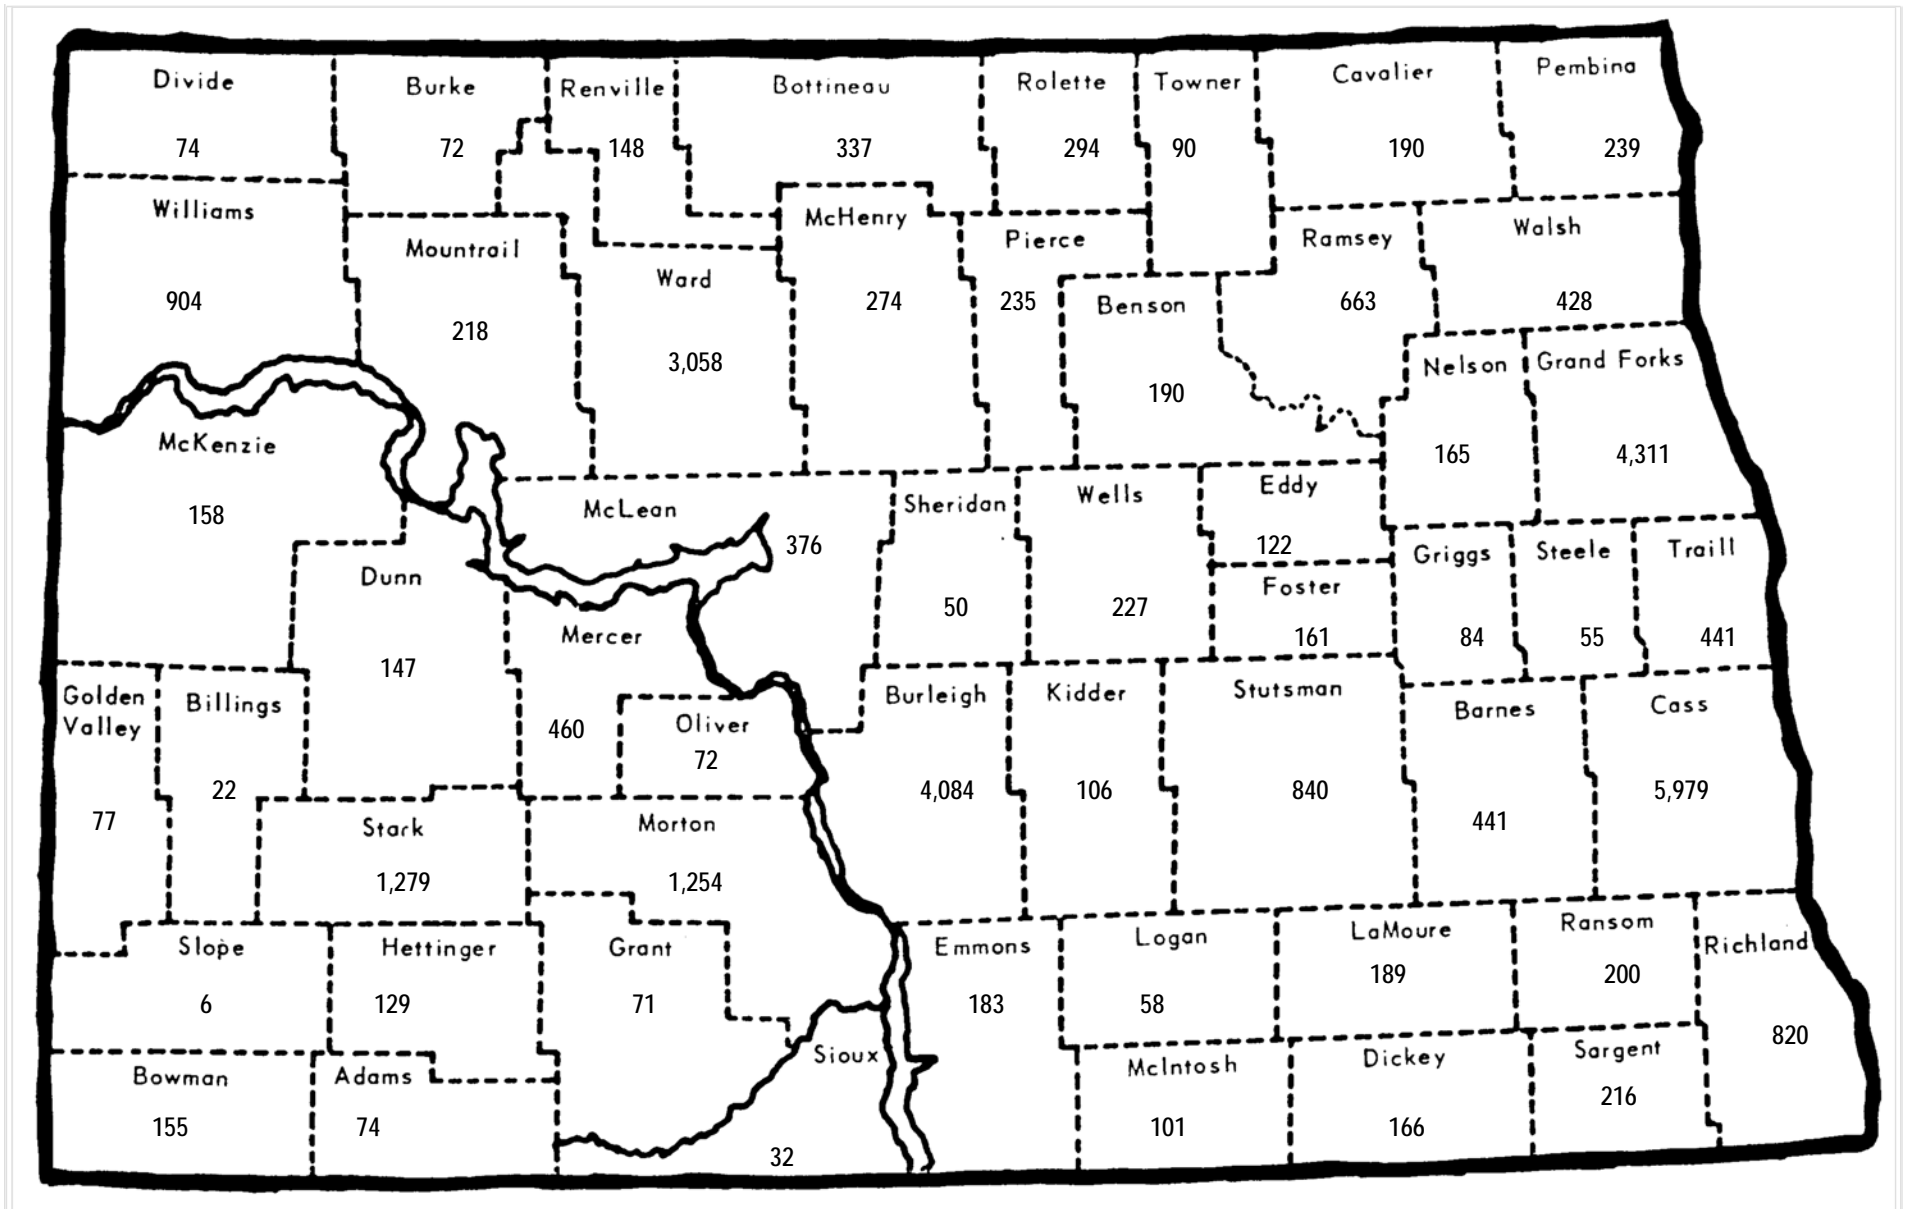 Divide
74
Burke
72
Renville
148
Bottineau
337
Rolette
294
Towner
90
Cavalier
190
Pembina
239
Williams
904
Mountrail
218
Ward
3,058
McHenry
274
Pierce
235
Benson
190
Ramsey
663
Walsh
428
Nelson
165
Grand Forks
4,311
McKenzie
158
Dunn
147
McLean
376
Mercer
460
Oliver
72
Sheridan
50
Wells
227
Eddy
122
Foster
161
Griggs
84
Steele
55
Traill
441
Golden
Valley
77
Billings
22
Stark
1,279
Morton
1,254
Burleigh
4,084
Kidder
106
Stutsman
840
Barnes
441
Cass
5,979
Slope
6
Hettinger
129
Grant
71
Sioux
32
Emmons
183
Logan
58
LaMoure
189
Ransom
200
Richland
820
Bowman
155
Adams
74
McIntosh
101
Dickey
166
Sargent
216